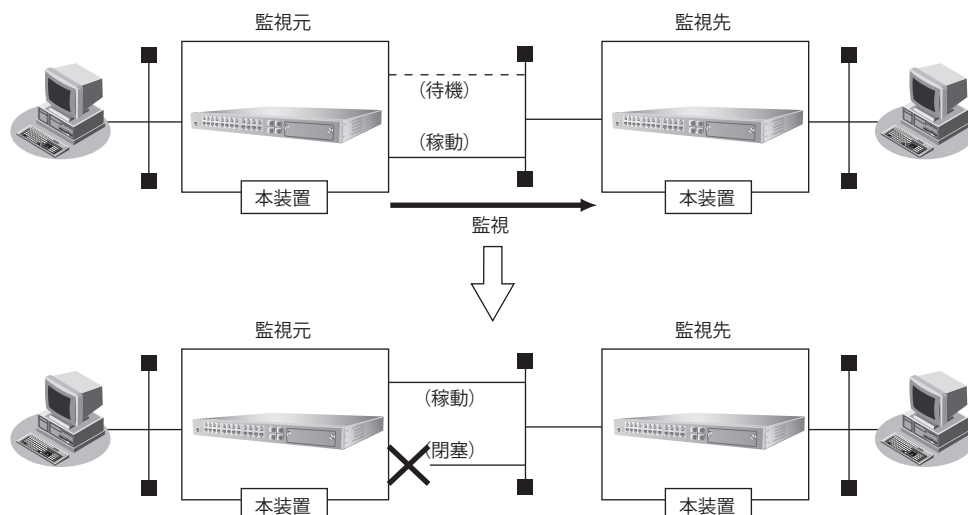 監視元
監視先
（待機）
（稼動）
本装置
本装置
監視
監視元
監視先
（稼動）
（閉塞）
本装置
本装置